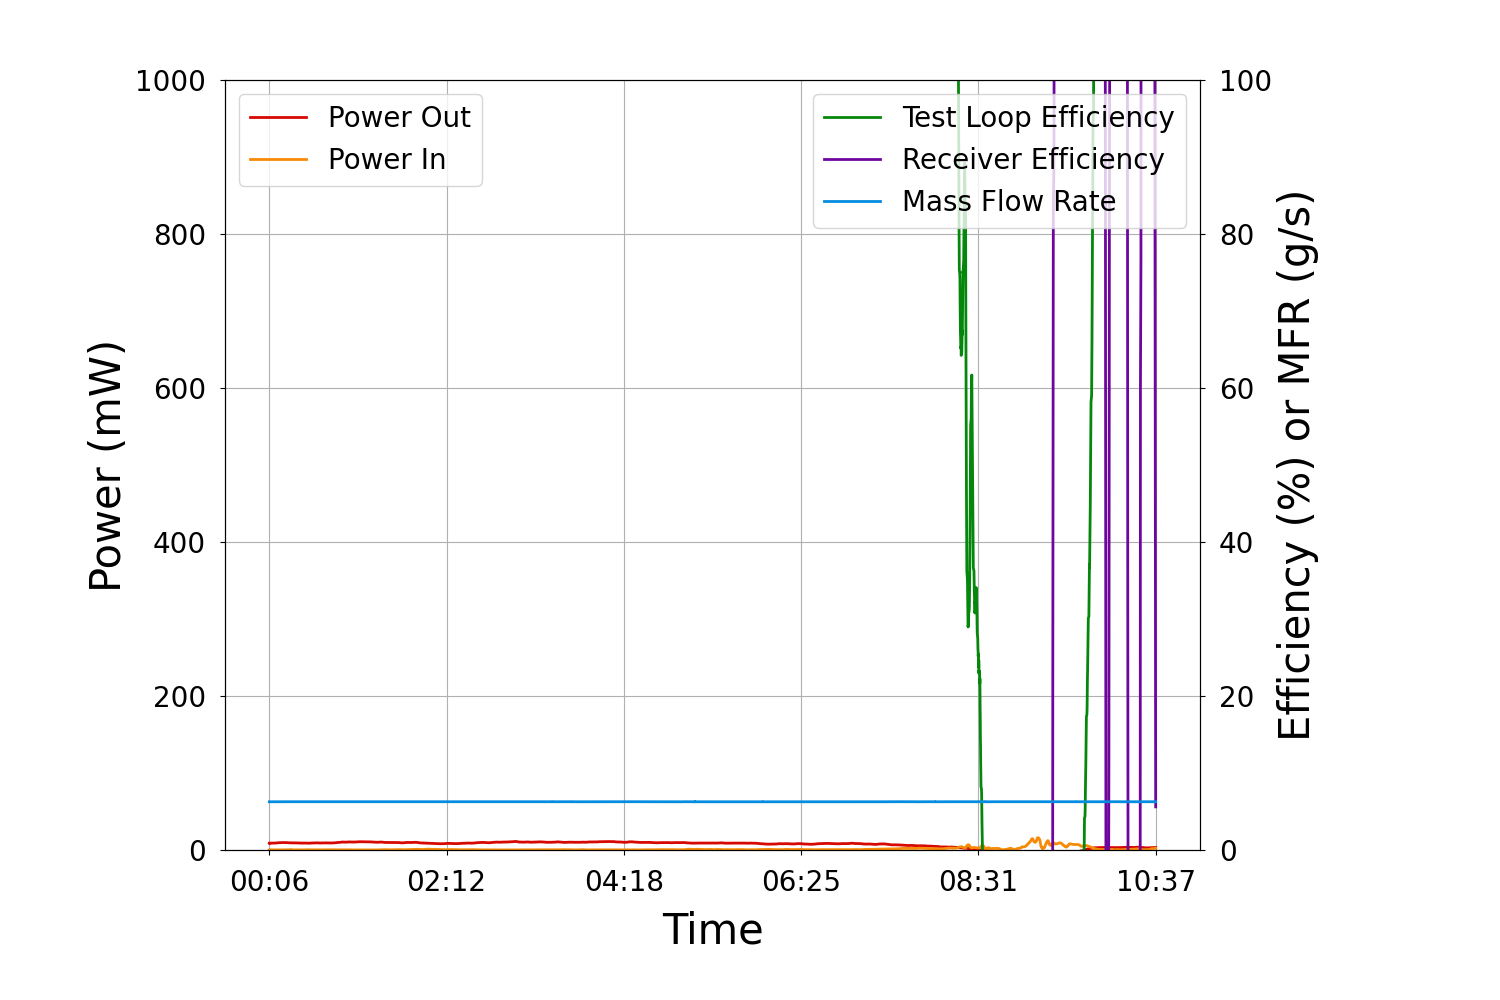 1000
800
600
400
200
0
Power (mW)
Power Out
Power In
Test Loop Efficiency
Receiver Efficiency
Mass Flow Rate
100
80
60
40
20
0
Efficiency (%) or MFR (g/s)
00:06 02:12 04:18 06:25 08:31 10:37
Time